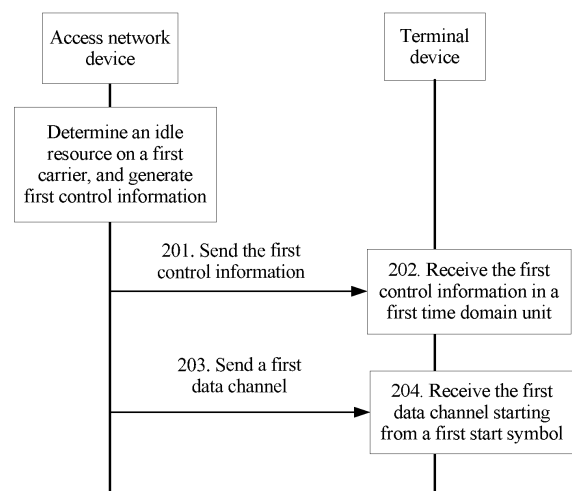 Access network
device
Terminal
device
Determine an idle
resource on a first
carrier, and generate
first control information
201. Send the first
control information
202. Receive the first
control information in a
first time domain unit
203. Send a first
data channel
204. Receive the first
data channel starting
from a first start symbol